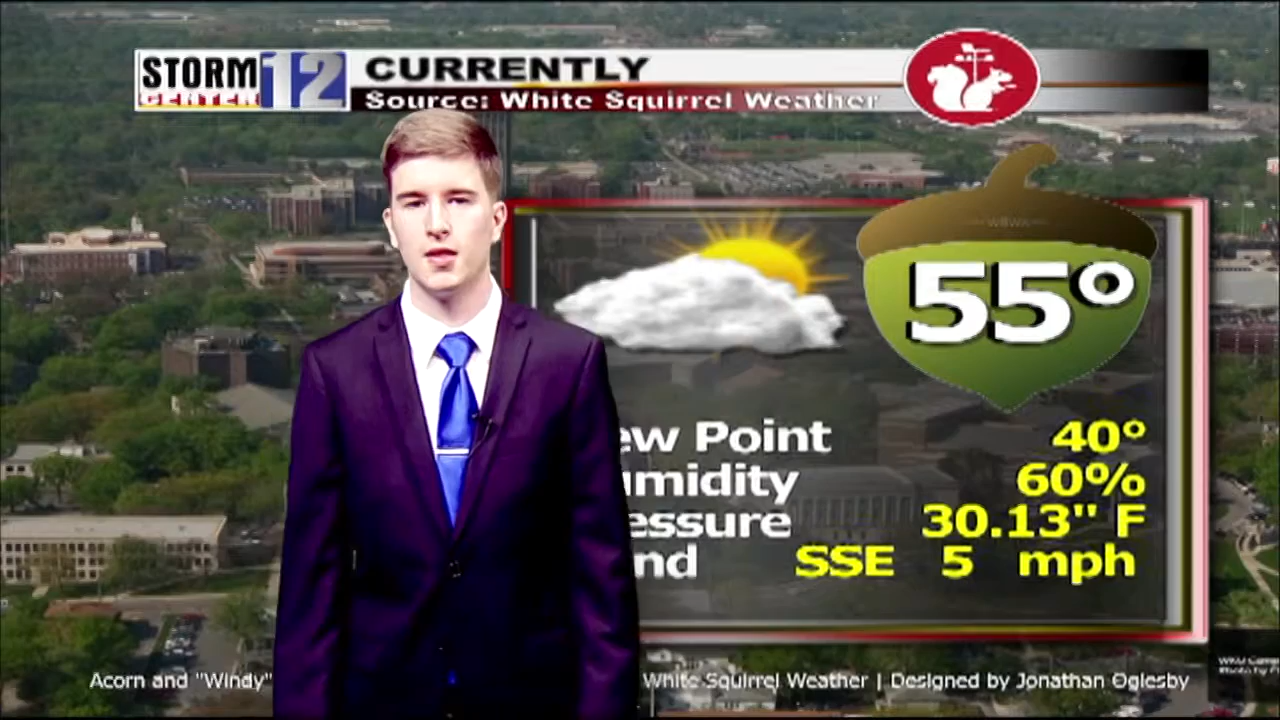 STORM CENTER 12
CURRENTLY
Source: White Squirrel Weather
55°
ew Point 40°
umidity 60%
essure 30.13" F
nd SSE 5 mph
Acorn and "Windy"
White Squirrel Weather | Designed by Jonathan Oglesby